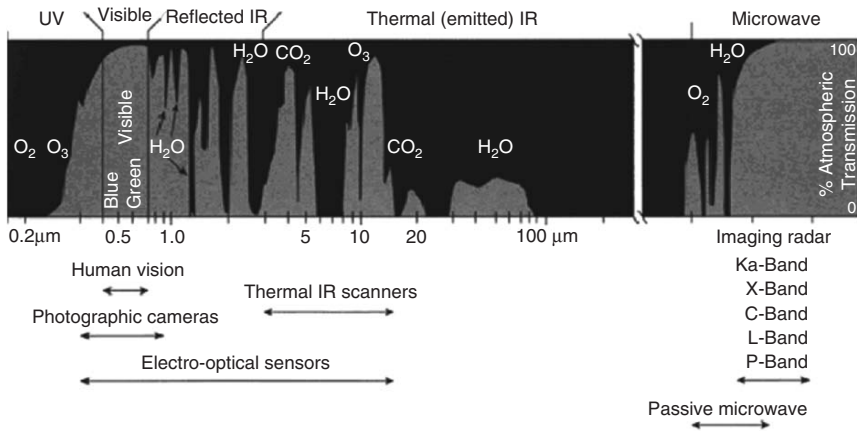 UV Visible Reflected IR Thermal (emitted) IR Microwave
H₂O CO₂ O₃ H₂O 100
H₂O O₂
O₂ O₃ H₂O CO₂ H₂O
Blue
Green
Visible
% Atmospheric
Transmission
0
0.2µm 0.5 1.0 5 10 20 100 µm Imaging radar
Human vision Ka-Band
Thermal IR scanners X-Band
Photographic cameras C-Band
L-Band
Electro-optical sensors P-Band
Passive microwave